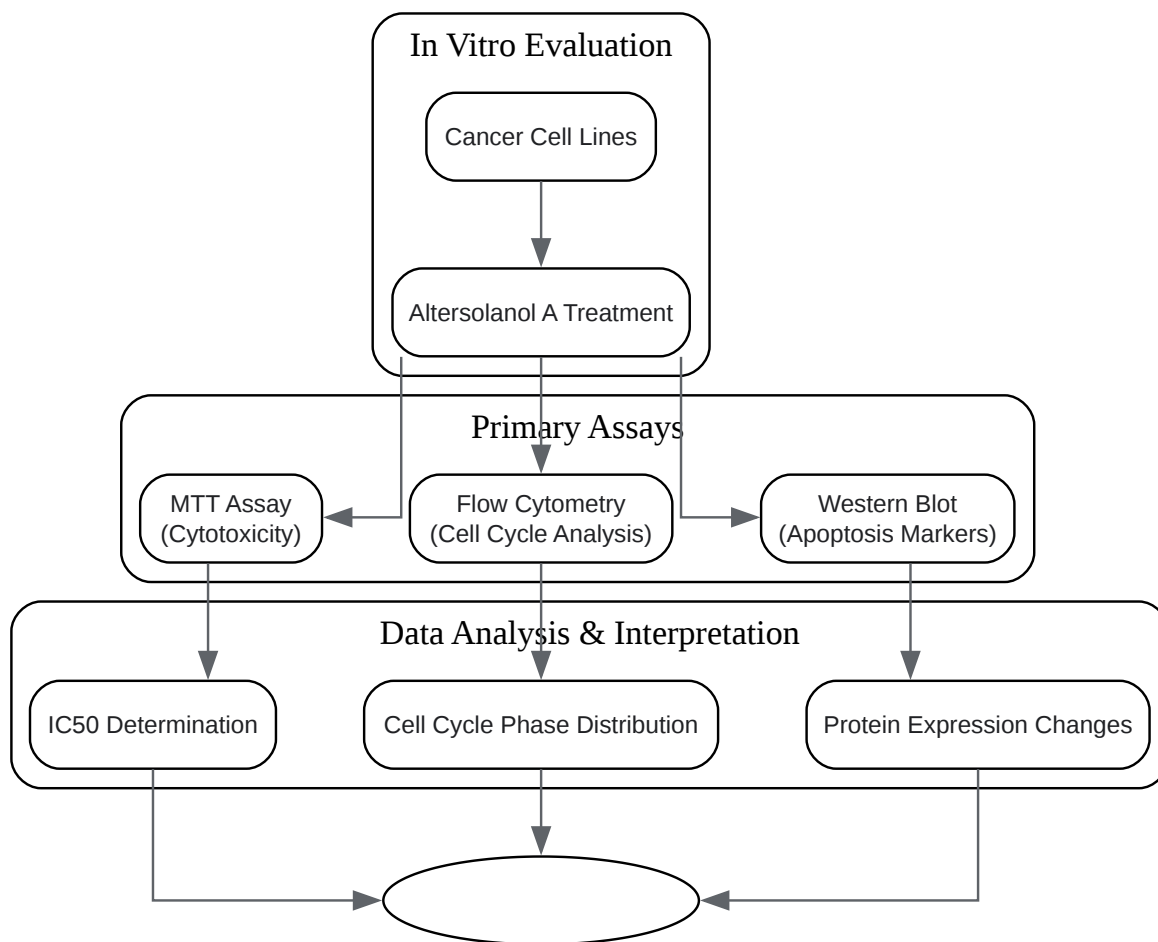 In Vitro Evaluation
Cancer Cell Lines
Altersolanol A Treatment
Primary Assays
MTT Assay
(Cytotoxicity)
Flow Cytometry
(Cell Cycle Analysis)
Western Blot
(Apoptosis Markers)
Data Analysis & Interpretation
IC50 Determination
Cell Cycle Phase Distribution
Protein Expression Changes